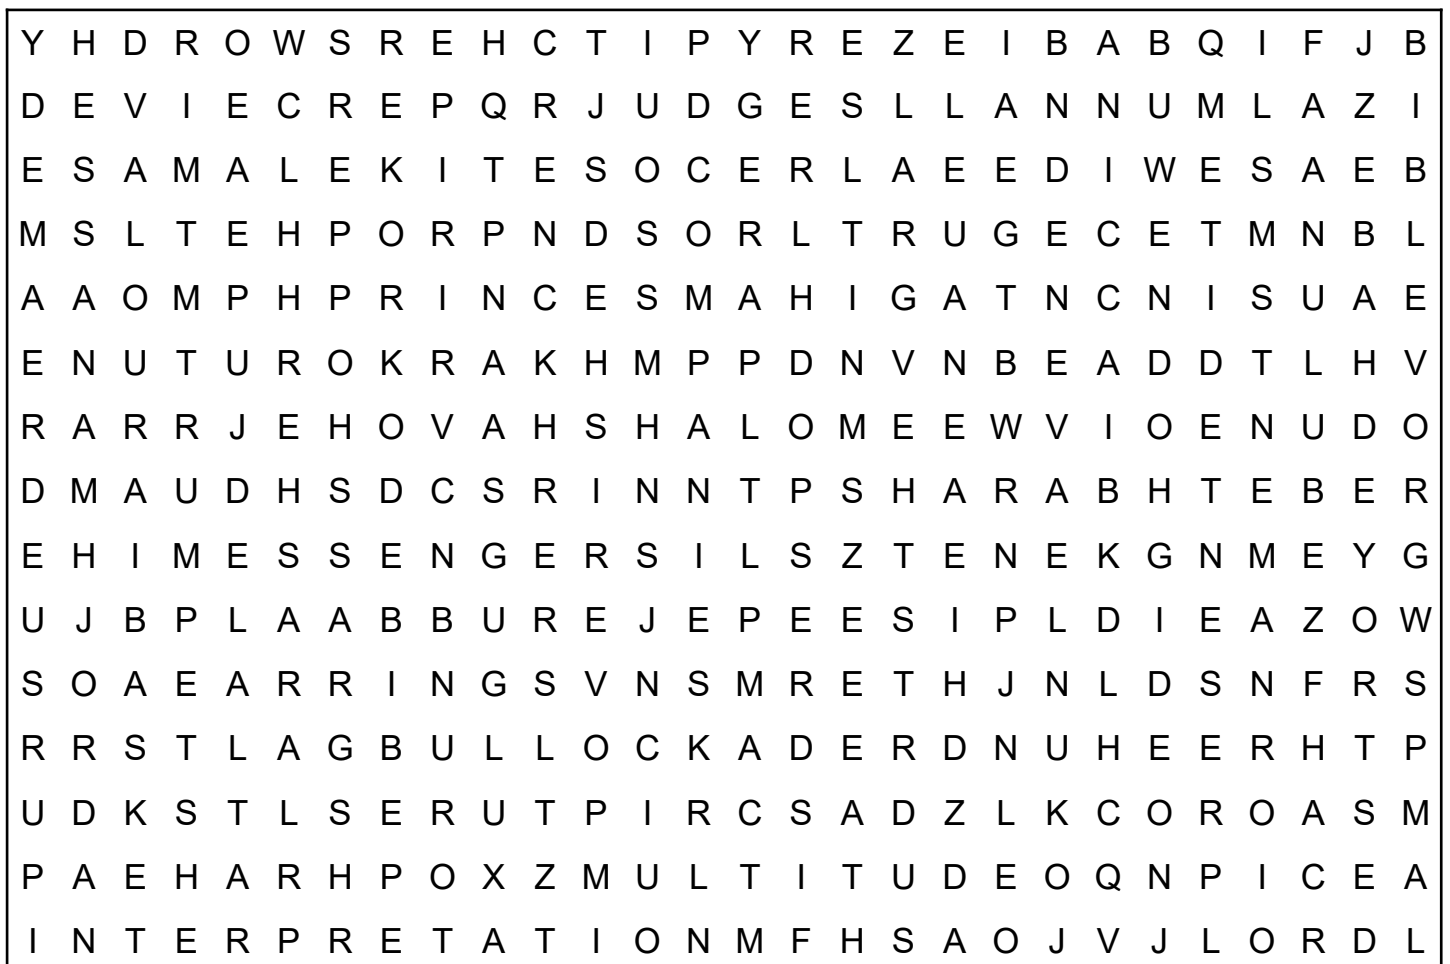 Y H D R O W S R E H C T I P Y R E Z E I B A B Q I F J B
D E V I E C R E P Q R J U D G E S L L A N N U M L A Z I
E S A M A L E K I T E S O C E R L A E E D I W E S A E B
M S L T E H P O R P N D S O R L T R U G E C E T M N B L
A A O M P H P R I N C E S M A H I G A T N C N I S U A E
E N U T U R O K R A K H M P P D N V N B E A D D T L H V
R A R R J E H O V A H S H A L O M E E W V I O E N U D O
D M A U D H S D C S R I N N T P S H A R A B H T E B E R
E H I M E S S E N G E R S I L S Z T E N E K G N M E Y G
U J B P L A A B B U R E J E P E E S I P L D I E A Z O W
S O A E A R R I N G S V N S M R E T H J N L D S N F R S
R R S T L A G B U L L O C K A D E R D N U H E E R H T P
U D K S T L S E R U T P I R C S A D Z L K C O R O A S M
P A E H A R H P O X Z M U L T I T U D E O Q N P I C E A
I N T E R P R E T A T I O N M F H S A O J V J L O R D L